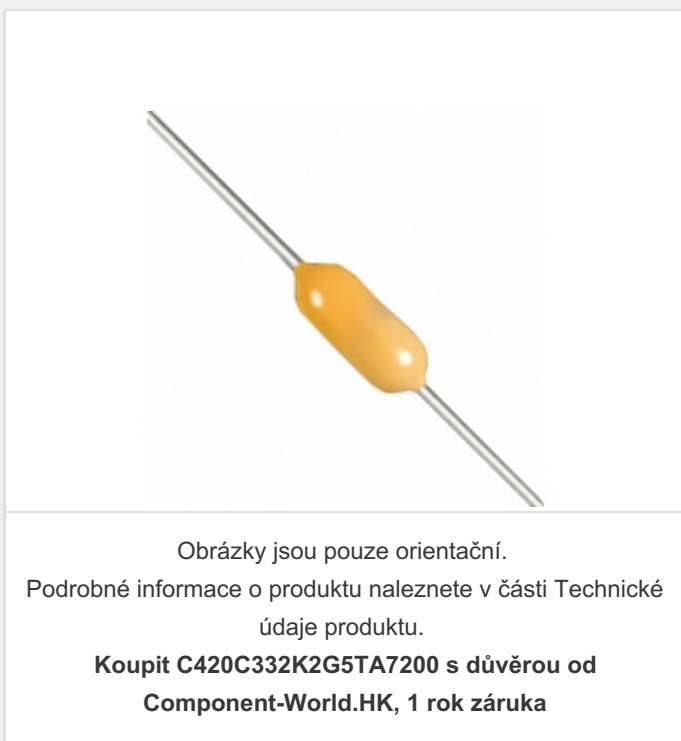 Obrázky jsou pouze orientační.
Podrobné informace o produktu naleznete v části Technické
údaje produktu.
Koupit C420C332K2G5TA7200 s důvěrou od
Component-World.HK, 1 rok záruka